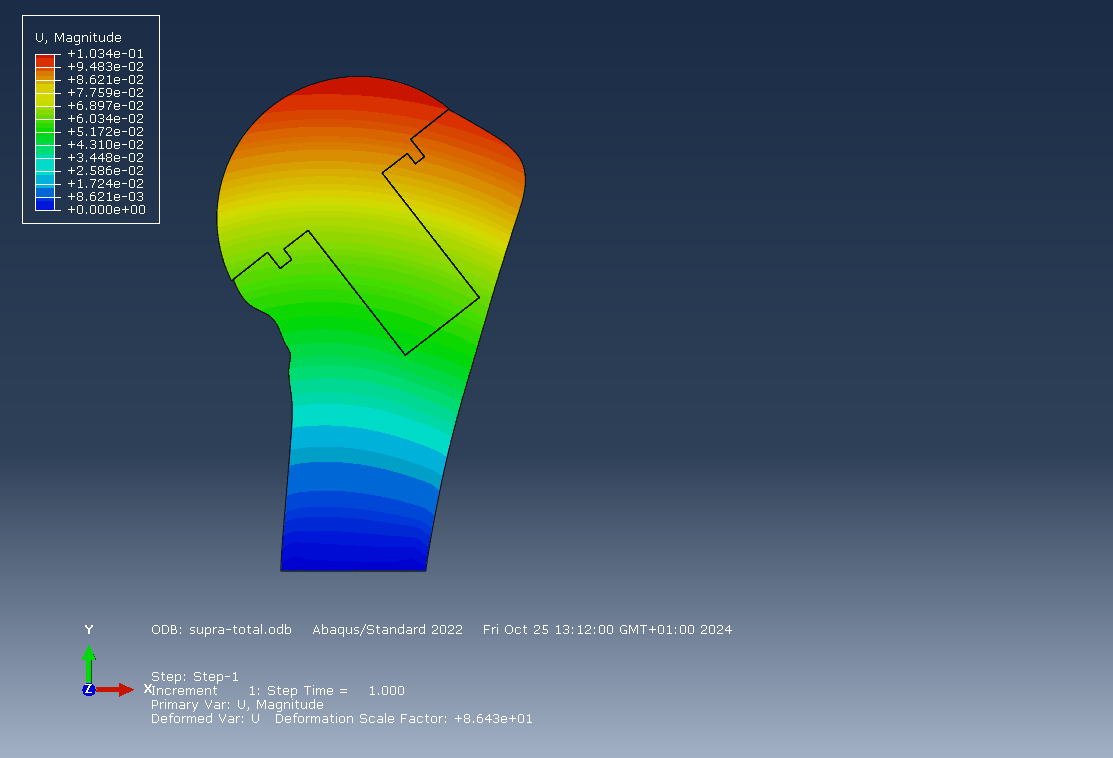 U, Magnitude
+1.034e-01
+9.483e-02
+8.621e-02
+7.759e-02
+6.897e-02
+6.034e-02
+5.172e-02
+4.310e-02
+3.448e-02
+2.586e-02
+1.724e-02
+8.621e-03
+0.000e+00
Y
ODB: supra-total.odb Abaqus/Standard 2022 Fri Oct 25 13:12:00 GMT+01:00 2024
Step: Step-1
Z X
Increment 1: Step Time = 1.000
Primary Var: U, Magnitude
Deformed Var: U Deformation Scale Factor: +8.643e+01